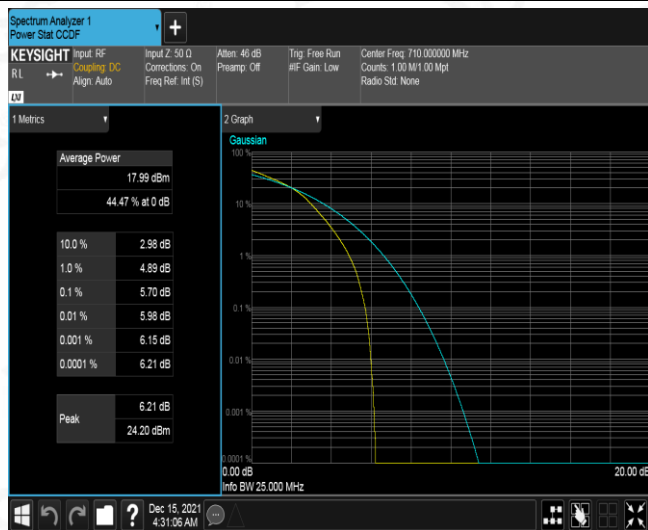 Spectrum Analyzer 1
Power Stat CCDF
+
KEYSIGHT
RL
LXI
Input: RF
Coupling: DC
Align: Auto
Input Z: 50 Ω
Corrections: On
Freq Ref: Int (S)
Atten: 46 dB
Preamp: Off
Trig: Free Run
#IF Gain: Low
Center Freq: 710.000000 MHz
Counts: 1.00 M/1.00 Mpt
Radio Std: None
1 Metrics
Average Power
17.99 dBm
44.47 % at 0 dB
10.0 % 2.98 dB
1.0 % 4.89 dB
0.1 % 5.70 dB
0.01 % 5.98 dB
0.001 % 6.15 dB
0.0001 % 6.21 dB
Peak
6.21 dB
24.20 dBm
2 Graph
Gaussian
100 %
10 %
1 %
0.1 %
0.01 %
0.001 %
0.0001 %
0.00 dB
20.00 dB
Info BW 25.000 MHz
?
Dec 15, 2021
4:31:06 AM